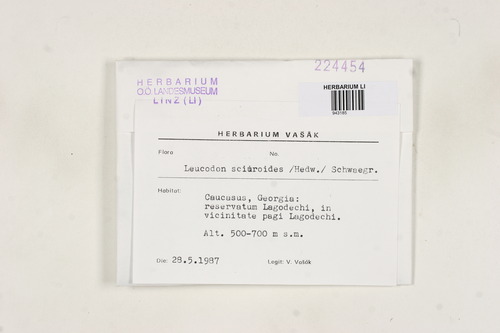 224454
HERBARIUM
O.Ö. LANDESMUSEUM
LINZ (LI)
HERBARIUM LI
943185
HERBARIUM VAŠÁK
Flora No.
Leucodon sciuroides /Hedw./ Schwaegr.
Habitat:
Caucasus, Georgia:
reservatum Lagodechi, in
vicinitate pagi Lagodechi.
Alt. 500-700 m s.m.
Die: 28.5.1987 Legit: V. Vašák